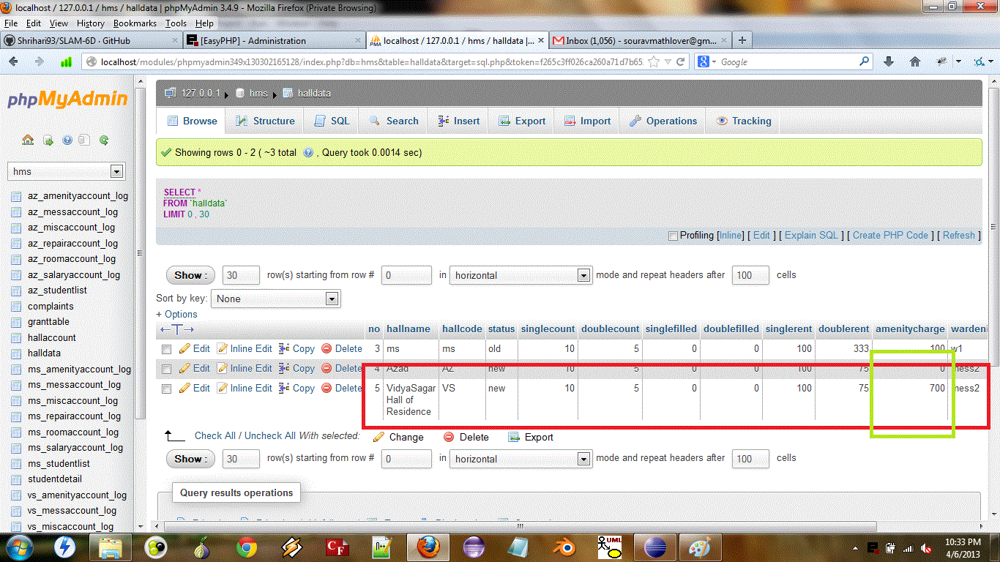 localhost / 127.0.0.1 / hms / halldata | phpMyAdmin 3.4.9 - Mozilla Firefox (Private Browsing)
File Edit View History Bookmarks Tools Help
Shrihari93/SLAM-6D · GitHub
[EasyPHP] - Administration
localhost / 127.0.0.1 / hms / halldata |...
Inbox (1,056) - souravmathlover@gm...
localhost/modules/phpmyadmin349x130302165128/index.php?db=hms&table=halldata&target=sql.php&token=f265c3ff026ca260a71d7b65
Google
phpMyAdmin
hms
az_amenityaccount_log
az_messaccount_log
az_miscaccount_log
az_repairaccount_log
az_roomaccount_log
az_salaryaccount_log
az_studentlist
complaints
granttable
hallaccount
halldata
ms_amenityaccount_log
ms_messaccount_log
ms_miscaccount_log
ms_repairaccount_log
ms_roomaccount_log
ms_salaryaccount_log
ms_studentlist
studentdetail
vs_amenityaccount_log
vs_messaccount_log
vs_miscaccount_log
127.0.0.1 hms halldata
Browse Structure SQL Search Insert Export Import Operations Tracking
Showing rows 0 - 2 ( ~3 total , Query took 0.0014 sec)
SELECT *
FROM `halldata`
LIMIT 0 , 30
Profiling [Inline] [ Edit ] [ Explain SQL ] [ Create PHP Code ] [ Refresh ]
Show : 30 row(s) starting from row # 0 in horizontal mode and repeat headers after 100 cells
Sort by key: None
+ Options
←T→ no hallname hallcode status singlecount doublecount singlefilled doublefilled singlerent doublerent amenitycharge wardeni
Edit Inline Edit Copy Delete 3 ms ms old 10 5 0 0 100 333 100 w1
Edit Inline Edit Copy Delete 4 Azad AZ new 10 5 0 0 100 75 0 mess2
Edit Inline Edit Copy Delete 5 VidyaSagar VS new 10 5 0 0 100 75 700 mess2
Hall of
Residence
Check All / Uncheck All With selected: Change Delete Export
Show : 30 row(s) starting from row # 0 in horizontal mode and repeat headers after 100 cells
Query results operations
UML
10:33 PM
4/6/2013